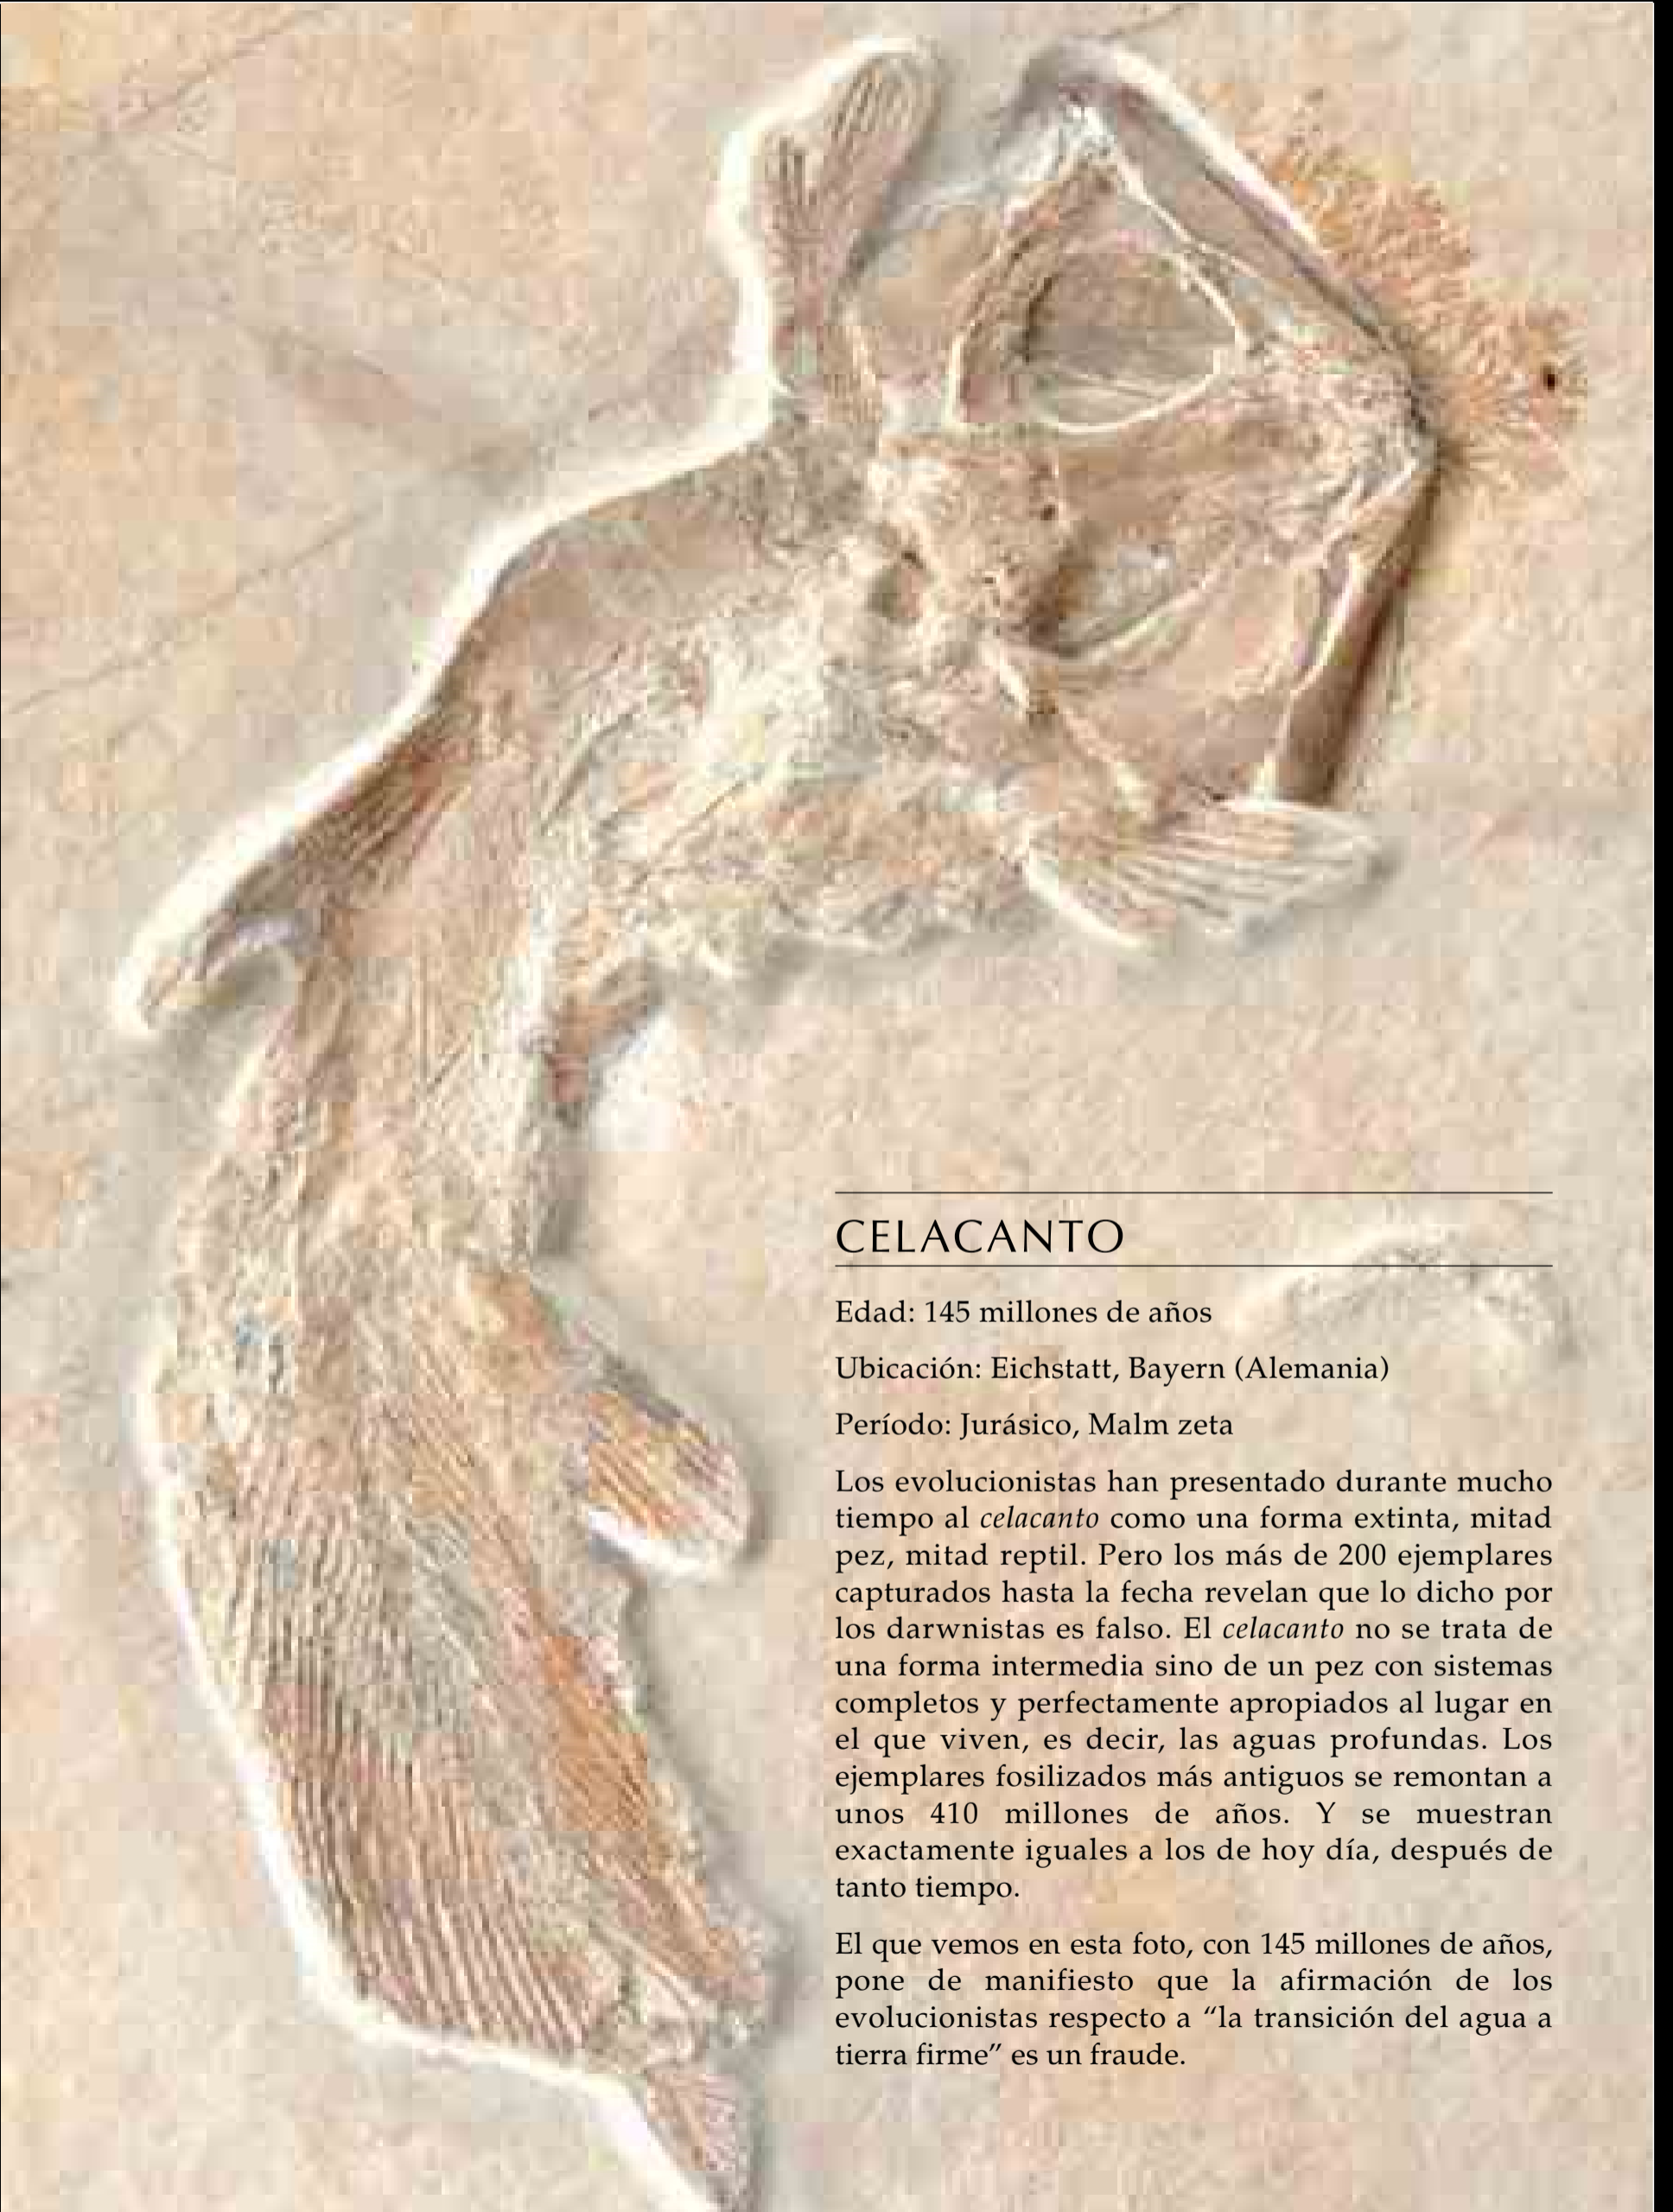 CELACANTO
Edad: 145 millones de años
Ubicación: Eichstatt, Bayern (Alemania)
Período: Jurásico, Malm zeta
Los evolucionistas han presentado durante mucho
tiempo al celacanto como una forma extinta, mitad
pez, mitad reptil. Pero los más de 200 ejemplares
capturados hasta la fecha revelan que lo dicho por
los darwnistas es falso. El celacanto no se trata de
una forma intermedia sino de un pez con sistemas
completos y perfectamente apropiados al lugar en
el que viven, es decir, las aguas profundas. Los
ejemplares fosilizados más antiguos se remontan a
unos 410 millones de años. Y se muestran
exactamente iguales a los de hoy día, después de
tanto tiempo.
El que vemos en esta foto, con 145 millones de años,
pone de manifiesto que la afirmación de los
evolucionistas respecto a “la transición del agua a
tierra firme” es un fraude.